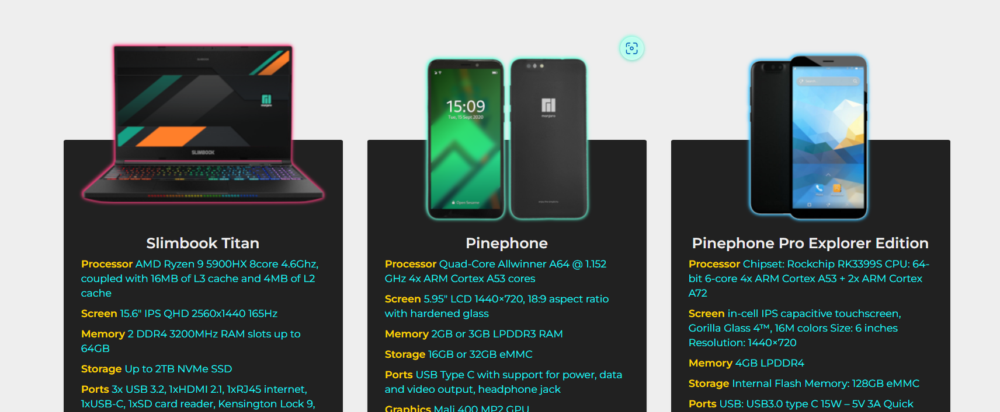 SLIMBOOK
manjaro
SLIMBOOK
15:09
Tue, 15 Sept 2020
Open Sesame
manjaro
enjoy the simplicity
Search...
Phone
Slimbook Titan
Processor AMD Ryzen 9 5900HX 8core 4.6Ghz,
coupled with 16MB of L3 cache and 4MB of L2
cache
Screen 15.6" IPS QHD 2560x1440 165Hz
Memory 2 DDR4 3200MHz RAM slots up to
64GB
Storage Up to 2TB NVMe SSD
Ports 3x USB 3.2, 1xHDMI 2.1, 1xRJ45 internet,
1xUSB-C, 1xSD card reader, Kensington Lock 9,
Pinephone
Processor Quad-Core Allwinner A64 @ 1.152
GHz 4x ARM Cortex A53 cores
Screen 5.95" LCD 1440×720, 18:9 aspect ratio
with hardened glass
Memory 2GB or 3GB LPDDR3 RAM
Storage 16GB or 32GB eMMC
Ports USB Type C with support for power, data
and video output, headphone jack
Graphics Mali 400 MP2 GPU
Pinephone Pro Explorer Edition
Processor Chipset: Rockchip RK3399S CPU: 64-
bit 6-core 4x ARM Cortex A53 + 2x ARM Cortex
A72
Screen in-cell IPS capacitive touchscreen,
Gorilla Glass 4™, 16M colors Size: 6 inches
Resolution: 1440×720
Memory 4GB LPDDR4
Storage Internal Flash Memory: 128GB eMMC
Ports USB: USB3.0 type C 15W – 5V 3A Quick